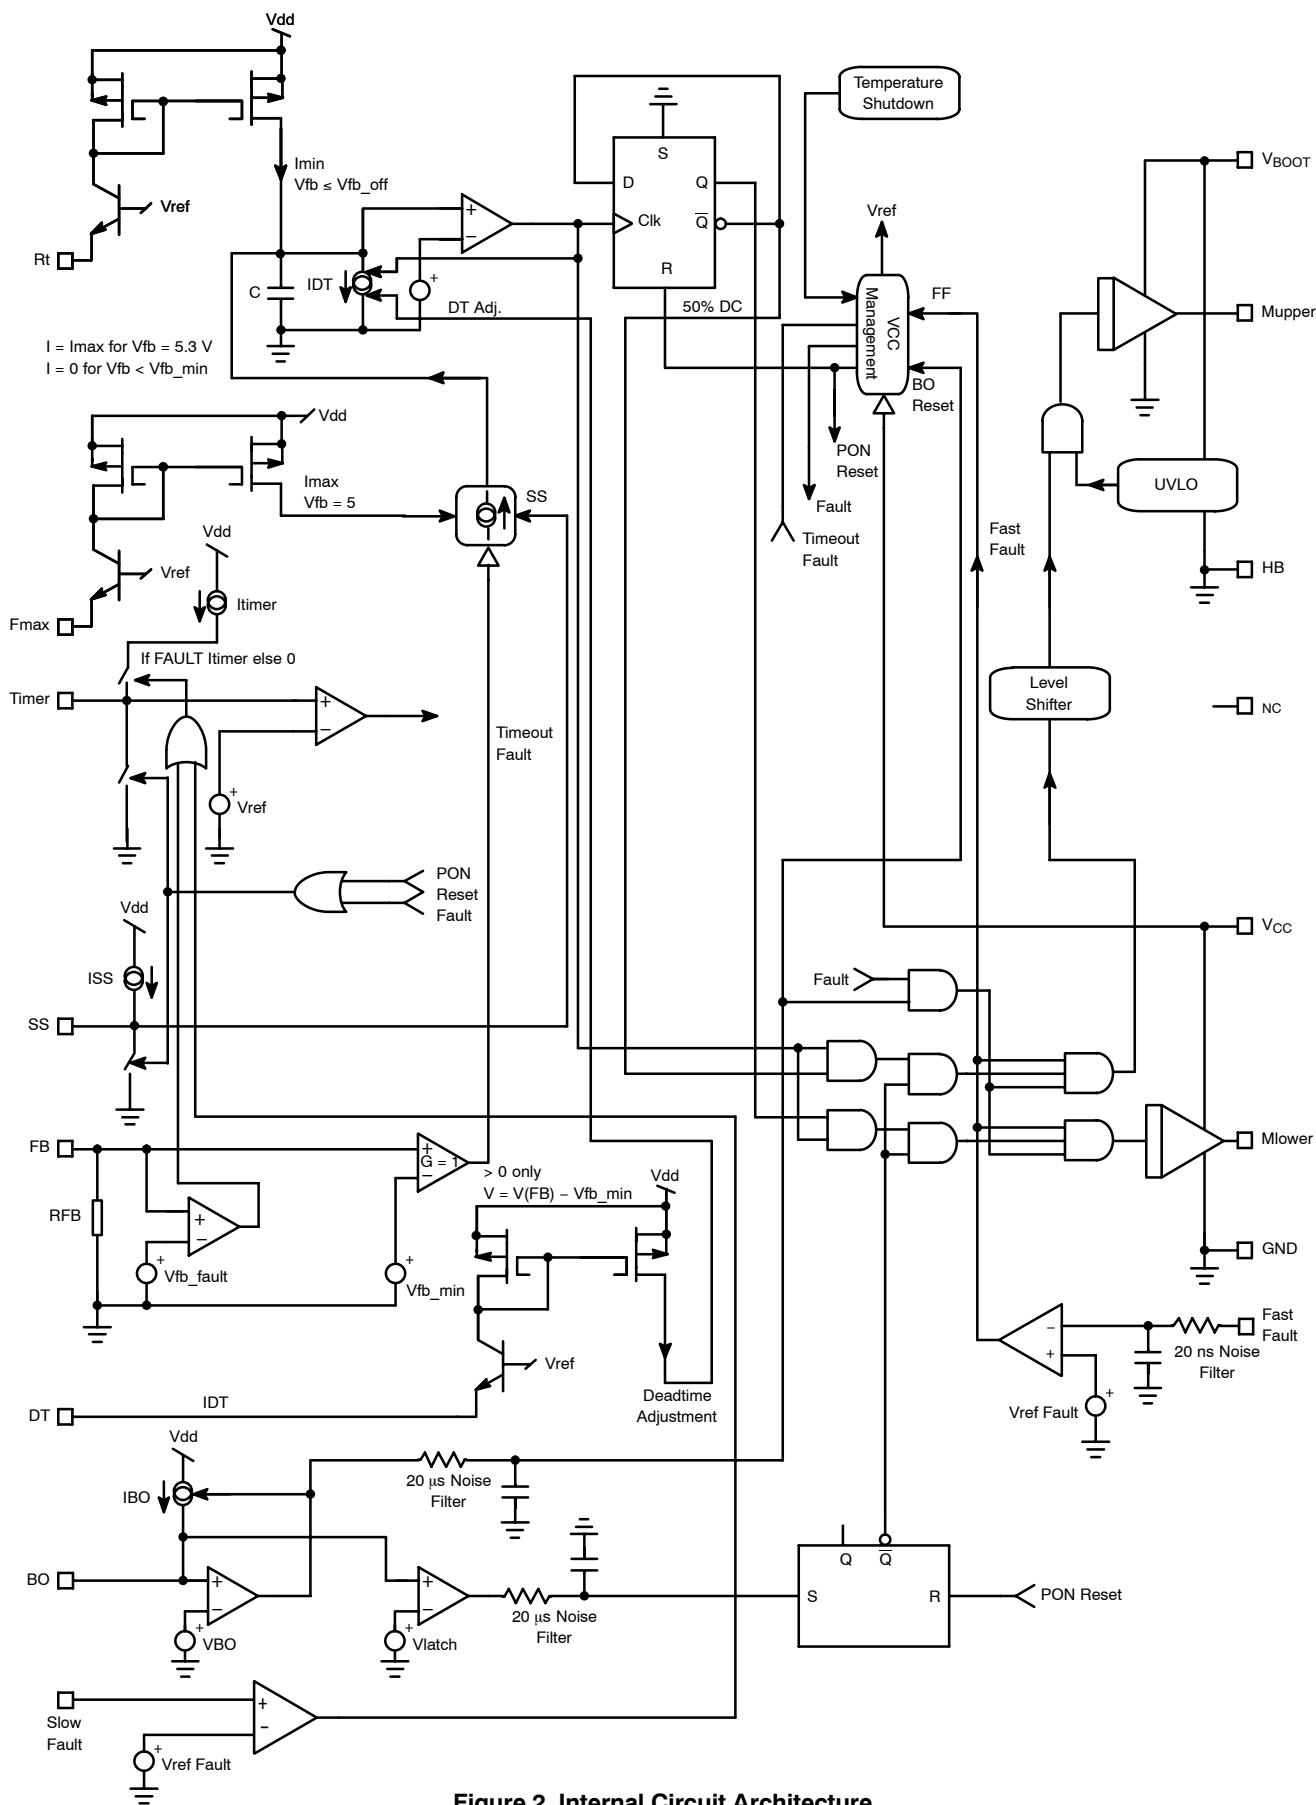 Vdd
Temperature
Shutdown
Imin
Vfb ≤ Vfb_off
S
D
Q
Clk
Q
R
VBOOT
Vref
Vref
Rt
C
IDT
+
−
+
DT Adj.
50% DC
FF
VCC
Management
Mupper
I = Imax for Vfb = 5.3 V
I = 0 for Vfb < Vfb_min
BO
Reset
Vdd
PON
Reset
Imax
Vfb = 5
SS
UVLO
Fault
Vdd
Timeout
Fault
Fast
Fault
Vref
HB
Itimer
Fmax
If FAULT Itimer else 0
Timer
+
−
Level
Shifter
NC
Timeout
Fault
+
Vref
PON
Reset
Fault
Vdd
VCC
ISS
Fault
SS
FB
+
G = 1
−
Mlower
> 0 only
V = V(FB) − Vfb_min
Vdd
RFB
+
−
GND
+
Vfb_fault
+
Vfb_min
Fast
Fault
−
+
20 ns Noise
Filter
Vref
Deadtime
Adjustment
DT
IDT
Vref Fault
+
Vdd
IBO
20 μs Noise
Filter
Q
Q
BO
+
−
+
−
S
R
PON Reset
20 μs Noise
Filter
+
VBO
+
Vlatch
Slow
Fault
+
−
+
Vref Fault
Figure 2. Internal Circuit Architecture